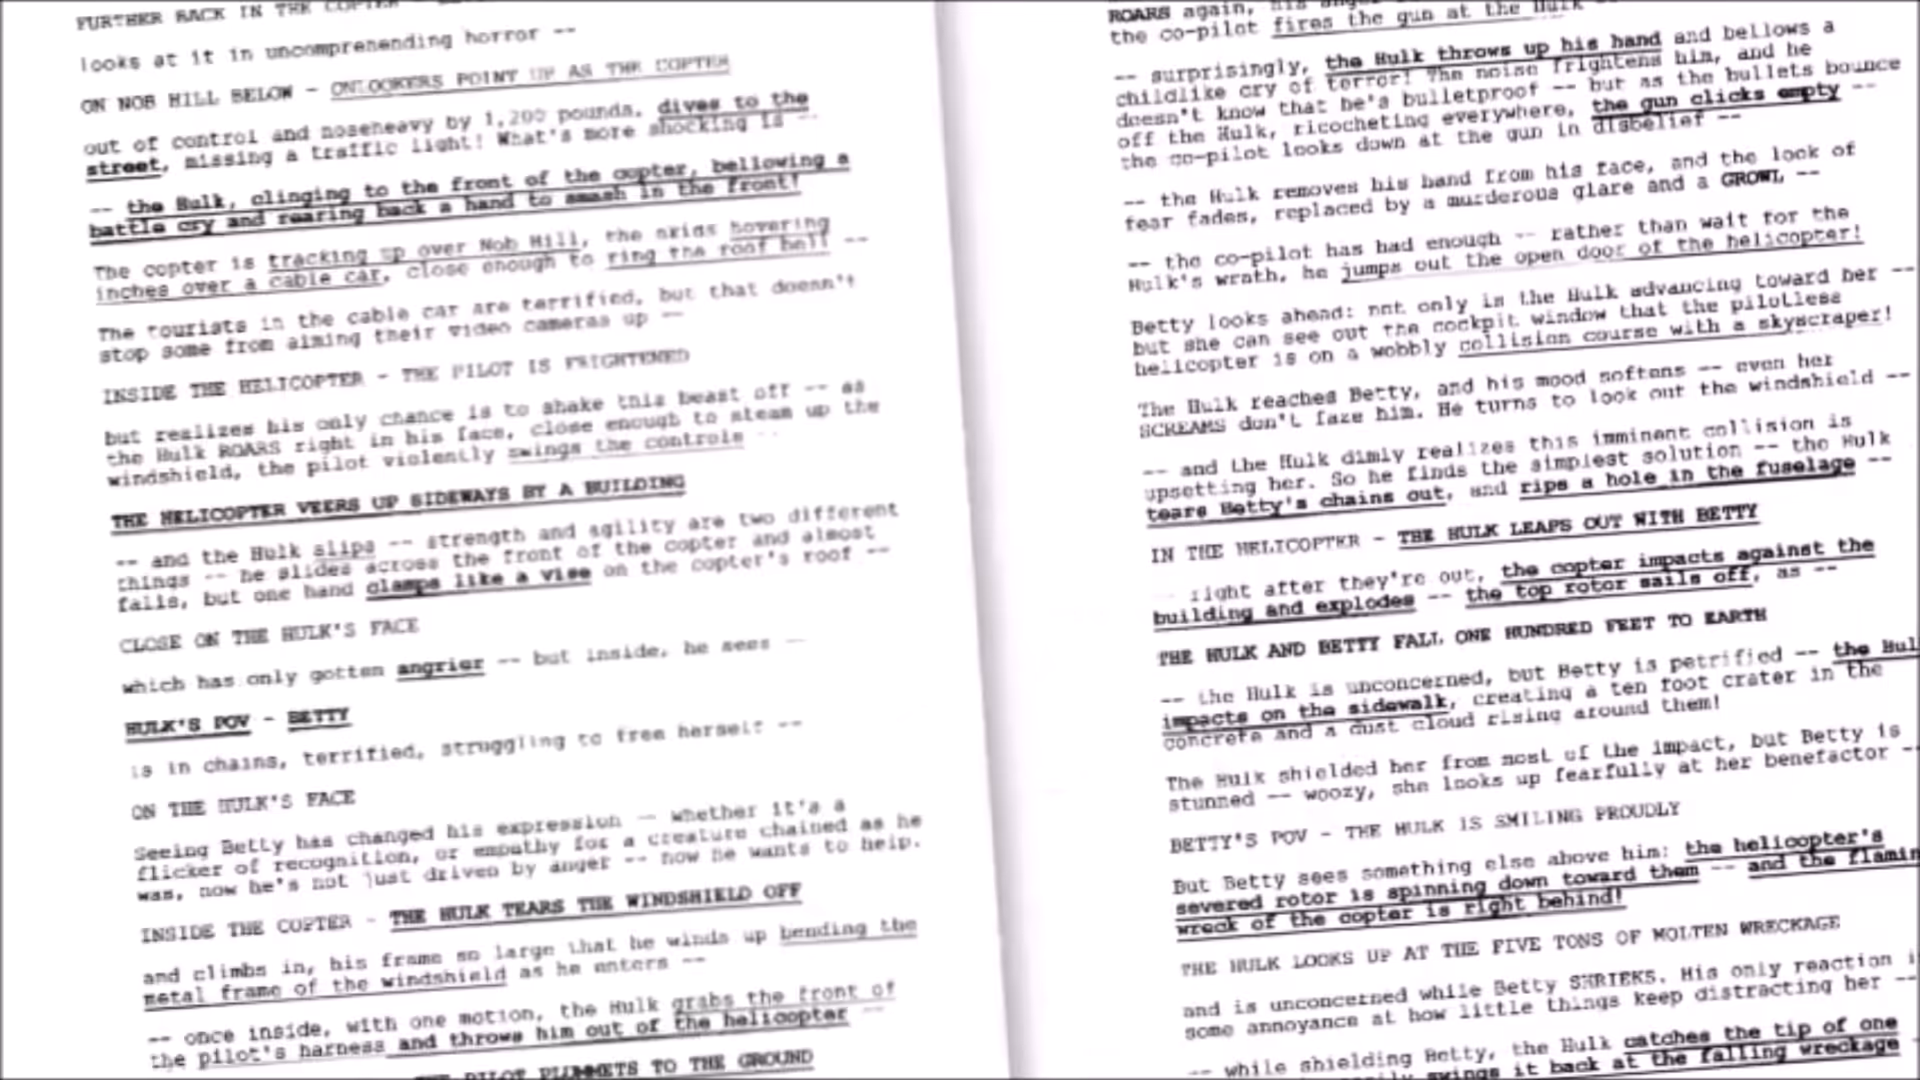 FURTHER BACK IN THE COPTER -
looks at it in uncomprehending horror --
ON NOB HILL BELOW - ONLOOKERS POINT UP AS THE COPTER
out of control and noseheavy by 1,200 pounds, dives to the
street, missing a traffic light! What's more shocking is --
-- the Hulk, clinging to the front of the copter, bellowing a
battle cry and rearing back a hand to smash in the front!
The copter is tracking up over Nob Hill, the skids hovering
inches over a cable car, close enough to ring the roof bell --
The tourists in the cable car are terrified, but that doesn't
stop some from aiming their video cameras up --
INSIDE THE HELICOPTER - THE PILOT IS FRIGHTENED
but realizes his only chance is to shake this beast off -- as
the Hulk ROARS right in his face, close enough to steam up the
windshield, the pilot violently swings the controls --
THE HELICOPTER VEERS UP SIDEWAYS BY A BUILDING
-- and the Hulk slips -- strength and agility are two different
things -- he slides across the front of the copter and almost
falls, but one hand clamps like a vise on the copter's roof --
CLOSE ON THE HULK'S FACE
which has only gotten angrier -- but inside, he sees --
HULK'S POV - BETTY
is in chains, terrified, struggling to free herself --
ON THE HULK'S FACE
Seeing Betty has changed his expression -- whether it's a
flicker of recognition, or empathy for a creature chained as he
was, now he's not just driven by anger -- now he wants to help.
INSIDE THE COPTER - THE HULK TEARS THE WINDSHIELD OFF
and climbs in, his frame so large that he winds up bending the
metal frame of the windshield as he enters --
-- once inside, with one motion, the Hulk grabs the front of
the pilot's harness and throws him out of the helicopter --
THE PILOT PLUMMETS TO THE GROUND
ROARS again, his anger
the co-pilot fires the gun at the Hulk
-- surprisingly, the Hulk throws up his hand and bellows a
childlike cry of terror! The noise frightens him, and he
doesn't know that he's bulletproof -- but as the bullets bounce
off the Hulk, ricocheting everywhere, the gun clicks empty --
the co-pilot looks down at the gun in disbelief --
-- the Hulk removes his hand from his face, and the look of
fear fades, replaced by a murderous glare and a GROWL --
-- the co-pilot has had enough -- rather than wait for the
Hulk's wrath, he jumps out the open door of the helicopter!
Betty looks ahead: not only is the Hulk advancing toward her --
but she can see out the cockpit window that the pilotless
helicopter is on a wobbly collision course with a skyscraper!
The Hulk reaches Betty, and his mood softens -- even her
SCREAMS don't faze him. He turns to look out the windshield --
-- and the Hulk dimly realizes this imminent collision is
upsetting her. So he finds the simplest solution -- the Hulk
tears Betty's chains out, and rips a hole in the fuselage --
IN THE HELICOPTER - THE HULK LEAPS OUT WITH BETTY
-- right after they're out, the copter impacts against the
building and explodes -- the top rotor sails off, as --
THE HULK AND BETTY FALL ONE HUNDRED FEET TO EARTH
-- the Hulk is unconcerned, but Betty is petrified -- the Hul
impacts on the sidewalk, creating a ten foot crater in the
concrete and a dust cloud rising around them!
The Hulk shielded her from most of the impact, but Betty is
stunned -- woozy, she looks up fearfully at her benefactor --
BETTY'S POV - THE HULK IS SMILING PROUDLY
But Betty sees something else above him: the helicopter's
severed rotor is spinning down toward them -- and the flamin
wreck of the copter is right behind!
THE HULK LOOKS UP AT THE FIVE TONS OF MOLTEN WRECKAGE
and is unconcerned while Betty SHRIEKS. His only reaction i
some annoyance at how little things keep distracting her --
-- while shielding Betty, the Hulk catches the tip of one
swings it back at the falling wreckage